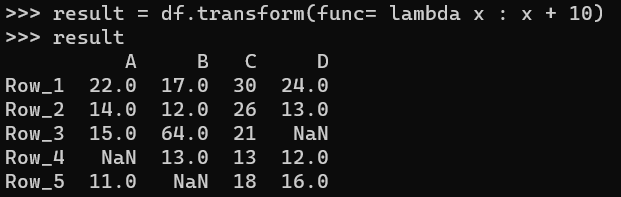 >>> result = df.transform(func= lambda x : x + 10)
>>> result
          A     B   C     D
Row_1  22.0  17.0  30  24.0
Row_2  14.0  12.0  26  13.0
Row_3  15.0  64.0  21   NaN
Row_4   NaN  13.0  13  12.0
Row_5  11.0   NaN  18  16.0